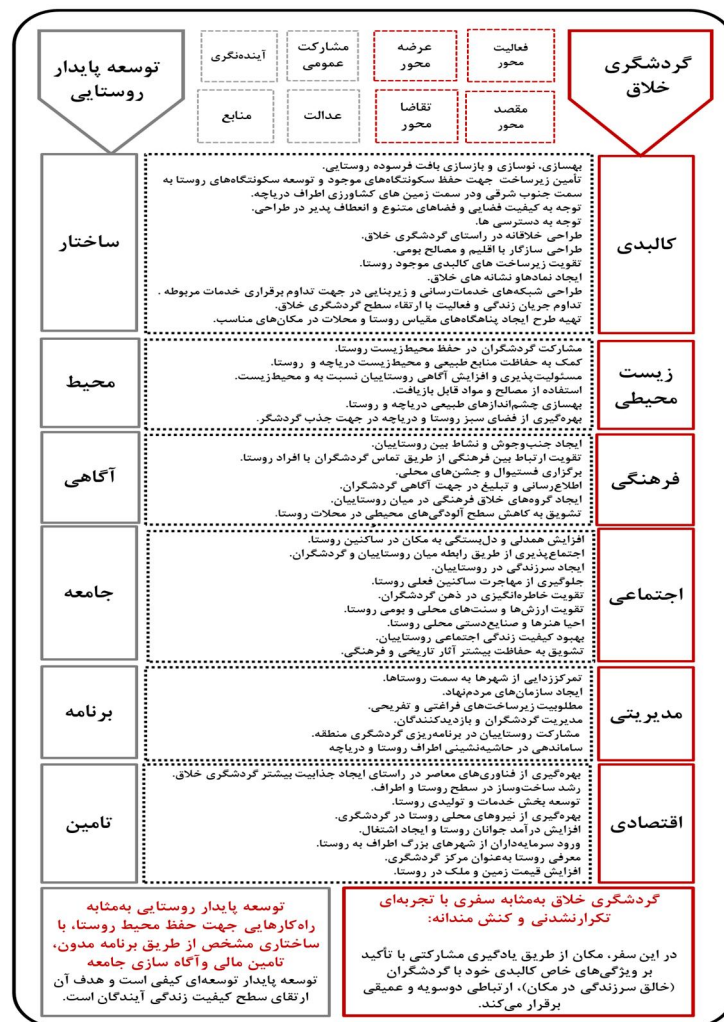 گردشگری
خلاق
فعالیت
محور
عرضه
محور
مشارکت
عمومی
آینده‌نگری
مقصد
محور
تقاضا
محور
عدالت
منابع
توسعه پایدار
روستایی
کالبدی
بهسازی، نوسازی و بازسازی بافت فرسوده روستایی.
تأمین زیرساخت جهت حفظ سکونتگاه‌های موجود و توسعه سکونتگاه‌های روستا به
سمت جنوب شرقی ودر سمت زمین های کشاورزی اطراف دریاچه.
توجه به کیفیت فضایی و فضاهای متنوع و انعطاف پدیر در طراحی.
توجه به دسترسی ها.
طراحی خلاقانه در راستای گردشگری خلاق.
طراحی سازگار با اقلیم و مصالح بومی.
تقویت زیرساخت های کالبدی موجود روستا.
ایجاد نمادهاو نشانه های خلاق.
طراحی شبکه‌های خدمات‌رسانی و زیربنایی در جهت تداوم برقراری خدمات مربوطه .
تداوم جریان زندگی و فعالیت با ارتقاء سطح گردشگری خلاق.
تهیه طرح ایجاد پناهگاه‌های مقیاس روستا و محلات در مکان‌های مناسب.
ساختار
زیست
محیطی
مشارکت گردشگران در حفظ محیط‌زیست روستا.
کمک به حفاظت منابع طبیعی و محیط‌زیست دریاچه و  روستا.
مسئولیت‌پذیری و افزایش آگاهی روستاییان نسبت به و محیط‌زیست.
استفاده از مصالح و مواد قابل بازیافت.
بهسازی چشم‌اندازهای طبیعی دریاچه و روستا.
بهره‌گیری از فضای سبز روستا و دریاچه در جهت جذب گردشگر.
محیط
فرهنگی
ایجاد جنب‌وجوش و نشاط بین روستاییان.
تقویت ارتباط بین فرهنگی از طریق تماس گردشگران با افراد روستا.
برگزاری فستیوال و جشن‌های محلی.
اطلاع‌رسانی و تبلیغ در جهت آگاهی گردشگران.
ایجاد گروه‌های خلاق فرهنگی در میان روستاییان.
تشویق به کاهش سطح آلودگی‌های محیطی در محلات روستا.
آگاهی
اجتماعی
افزایش همدلی و دل‌بستگی به مکان در ساکنین روستا.
اجتماع‌پذیری از طریق رابطه میان روستاییان و گردشگران.
ایجاد سرزندگی در روستاییان.
جلوگیری از مهاجرت ساکنین فعلی روستا.
تقویت خاطره‌انگیزی در ذهن گردشگران.
تقویت ارزش‌ها و سنت‌های محلی و بومی روستا.
احیا هنرها و صنایع‌دستی محلی روستا.
بهبود کیفیت زندگی اجتماعی روستاییان.
تشویق به حفاظت بیشتر آثار تاریخی و فرهنگی.
جامعه
مدیریتی
تمرکززدایی از شهرها به سمت روستاها.
ایجاد سازمان‌های مردم‌نهاد.
مطلوبیت زیرساخت‌های فراغتی و تفریحی.
مدیریت گردشگران و بازدیدکنندگان.
مشارکت روستاییان در برنامه‌ریزی گردشگری منطقه.
ساماندهی در حاشیه‌نشینی اطراف روستا و دریاچه
برنامه
اقتصادی
بهره‌گیری از فناوری‌های معاصر در راستای ایجاد جذابیت بیشتر گردشگری خلاق.
رشد ساخت‌وساز در سطح روستا و اطراف.
توسعه بخش خدمات و تولیدی روستا.
بهره‌گیری از نیروهای محلی روستا در گردشگری.
افزایش درآمد جوانان روستا و ایجاد اشتغال.
ورود سرمایه‌داران از شهرهای بزرگ اطراف به روستا.
معرفی روستا به‌عنوان مرکز گردشگری.
افزایش قیمت زمین و ملک در روستا.
تامین
گردشگری خلاق به‌مثابه سفری با تجربه‌ای
تکرارنشدنی و کنش مندانه:
در این سفر، مکان از طریق یادگیری مشارکتی با تأکید
بر ویژگی‌های خاص کالبدی خود با گردشگران
(خالق سرزندگی در مکان)، ارتباطی دوسویه و عمیقی
برقرار می‌کند.
توسعه پایدار روستایی به‌مثابه
راه‌کارهایی جهت حفظ محیط روستا، با
ساختاری مشخص از طریق برنامه مدون،
تامین مالی وآگاه سازی جامعه
توسعه پایدار توسعه‌ای کیفی است و هدف آن
ارتقای سطح کیفیت زندگی آیندگان است.